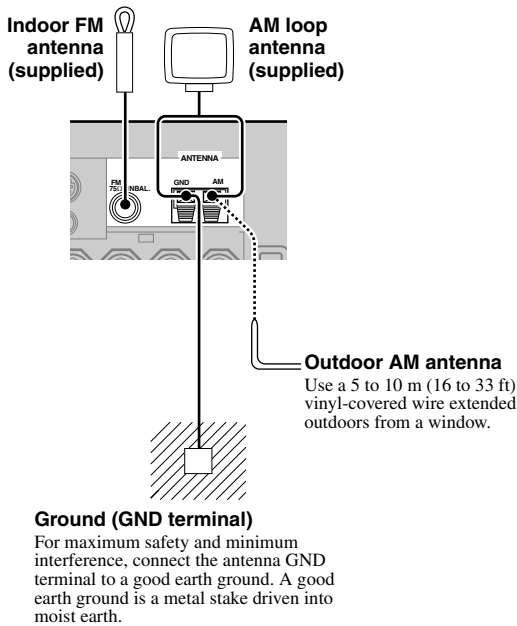 Indoor FM
antenna
(supplied)
AM loop
antenna
(supplied)
ANTENNA
FM
75Ω UNBAL.
GND
AM
Outdoor AM antenna
Use a 5 to 10 m (16 to 33 ft)
vinyl-covered wire extended
outdoors from a window.
Ground (GND terminal)
For maximum safety and minimum
interference, connect the antenna GND
terminal to a good earth ground. A good
earth ground is a metal stake driven into
moist earth.